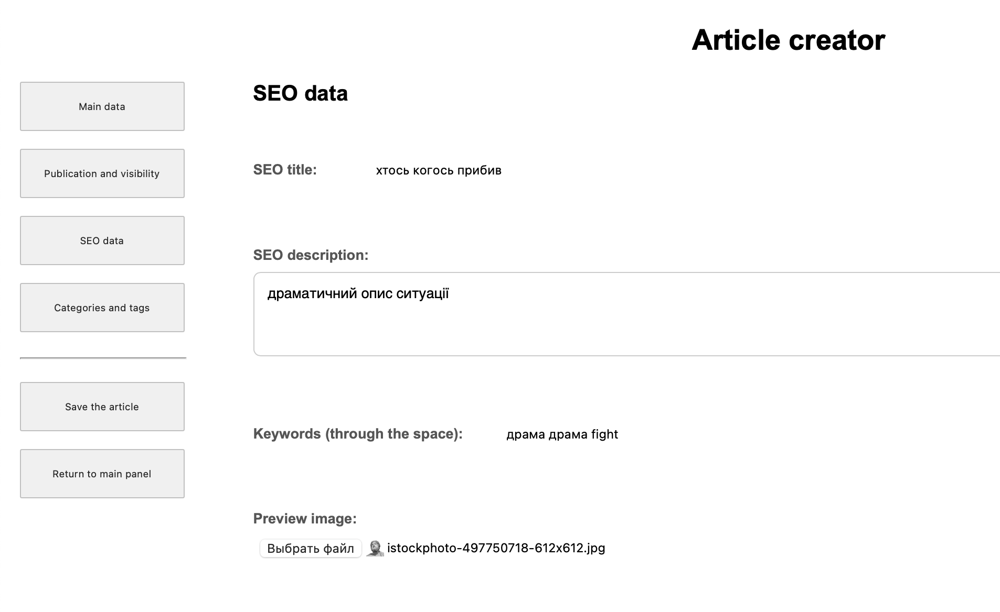 Article creator
Main data
Publication and visibility
SEO data
Categories and tags
Save the article
Return to main panel
SEO data
SEO title: хтось когось прибив
SEO description:
драматичний опис ситуації
Keywords (through the space): драма драма fight
Preview image:
Выбрать файл istockphoto-497750718-612x612.jpg